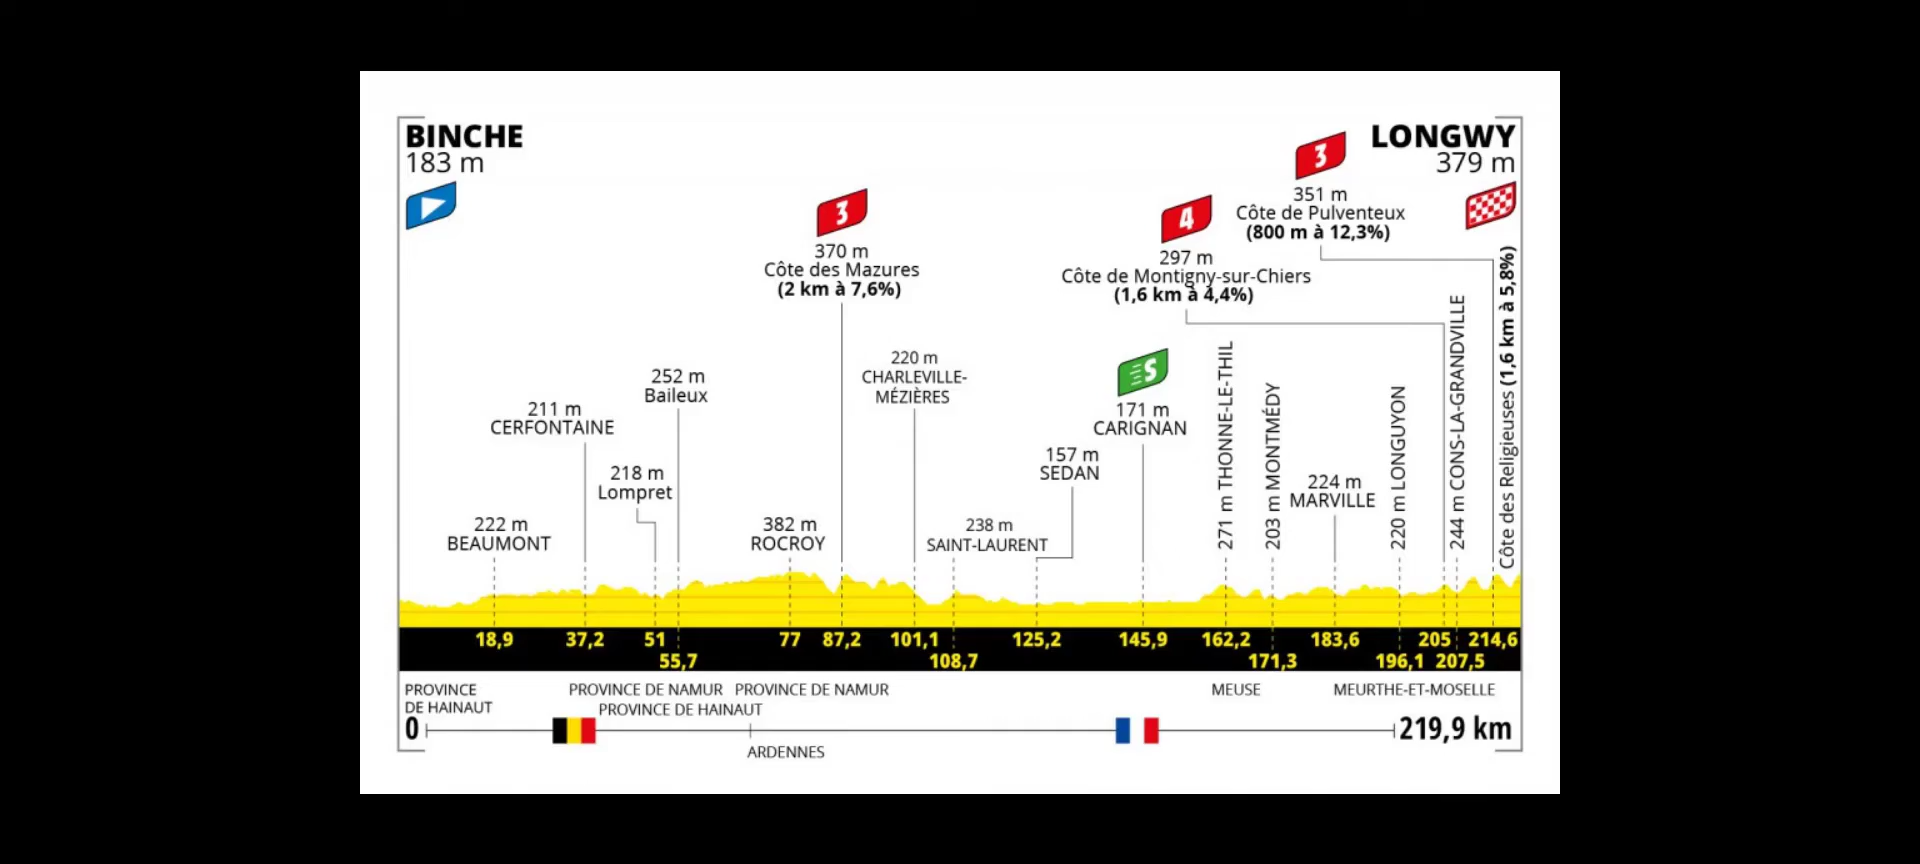 BINCHE
183 m
LONGWY
379 m
3
351 m
Côte de Pulventeux
(800 m à 12,3%)
3
370 m
Côte des Mazures
(2 km à 7,6%)
4
297 m
Côte de Montigny-sur-Chiers
(1,6 km à 4,4%)
S
171 m
CARIGNAN
220 m
CHARLEVILLE-
MÉZIÈRES
252 m
Baileux
211 m
CERFONTAINE
218 m
Lompret
157 m
SEDAN
222 m
BEAUMONT
382 m
ROCROY
238 m
SAINT-LAURENT
271 m THONNE-LE-THIL
203 m MONTMÉDY
224 m
MARVILLE
220 m LONGUYON
244 m CONS-LA-GRANDVILLE
Côte des Religieuses (1,6 km à 5,8%)
18,9 37,2 51 77 87,2 101,1 125,2 145,9 162,2 183,6 205 214,6
55,7 108,7 171,3 196,1 207,5
PROVINCE
DE HAINAUT
PROVINCE DE NAMUR PROVINCE DE NAMUR
PROVINCE DE HAINAUT
MEUSE MEURTHE-ET-MOSELLE
0 219,9 km
ARDENNES